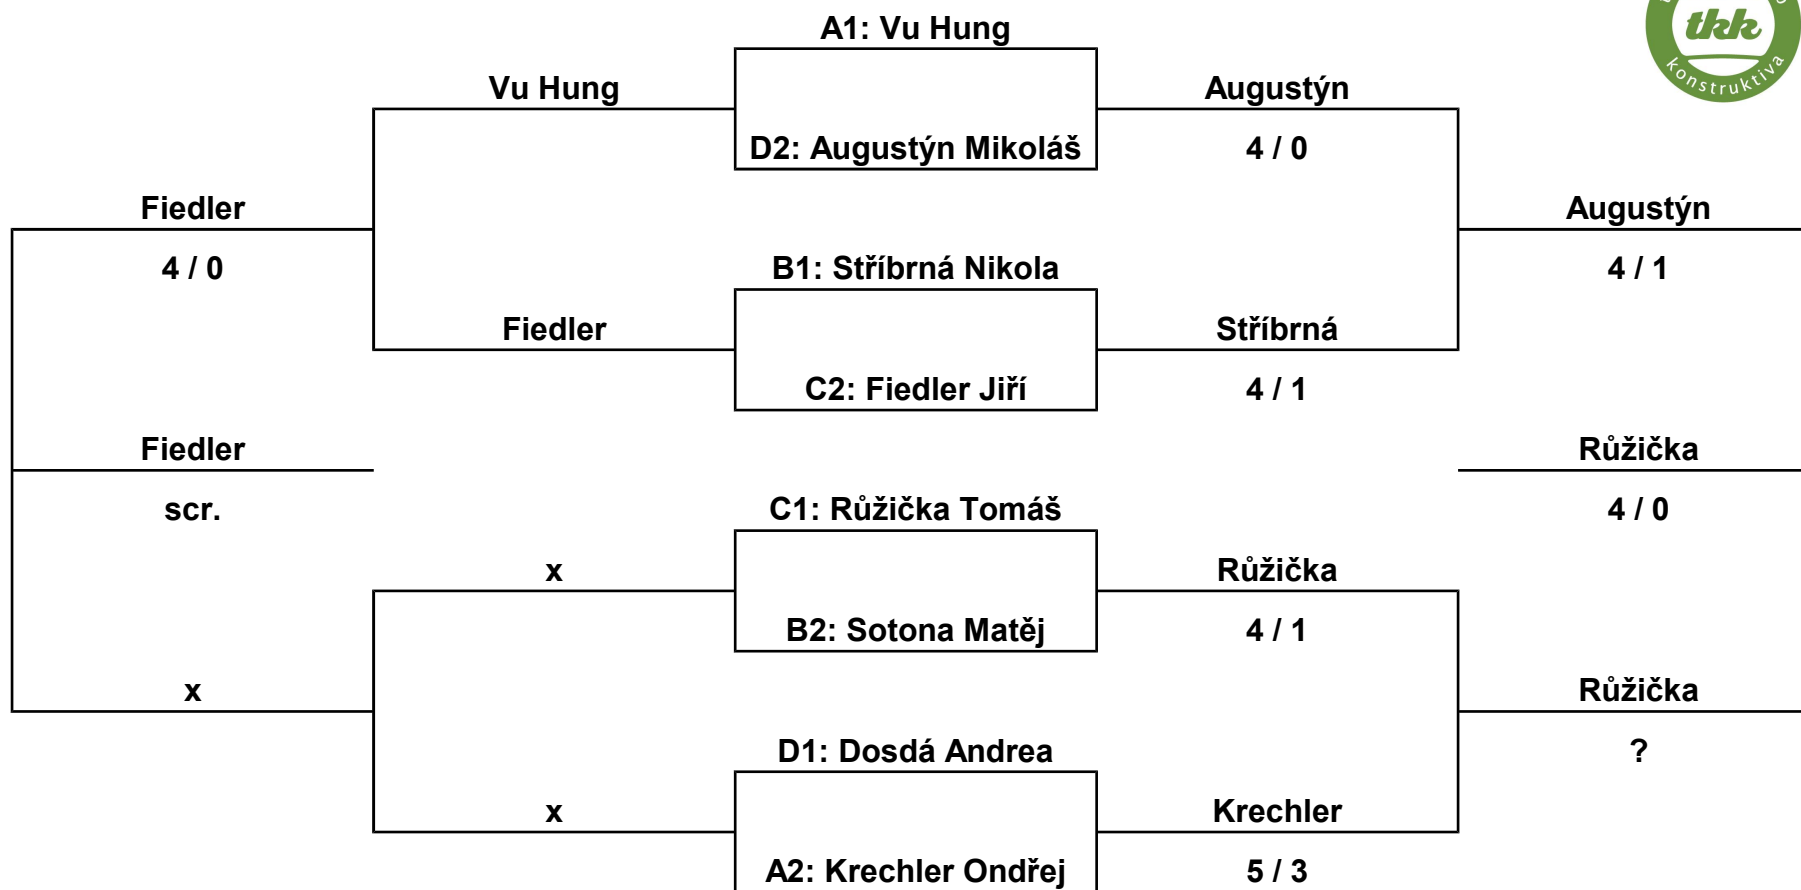 A1: Vu Hung
tkk
konstruktiva
Vu Hung
Augustýn
D2: Augustýn Mikoláš
4 / 0
Fiedler
Augustýn
4 / 0
B1: Stříbrná Nikola
4 / 1
Fiedler
Stříbrná
C2: Fiedler Jiří
4 / 1
Fiedler
Růžička
scr.
C1: Růžička Tomáš
4 / 0
x
Růžička
B2: Sotona Matěj
4 / 1
x
Růžička
D1: Dosdá Andrea
?
x
Krechler
A2: Krechler Ondřej
5 / 3